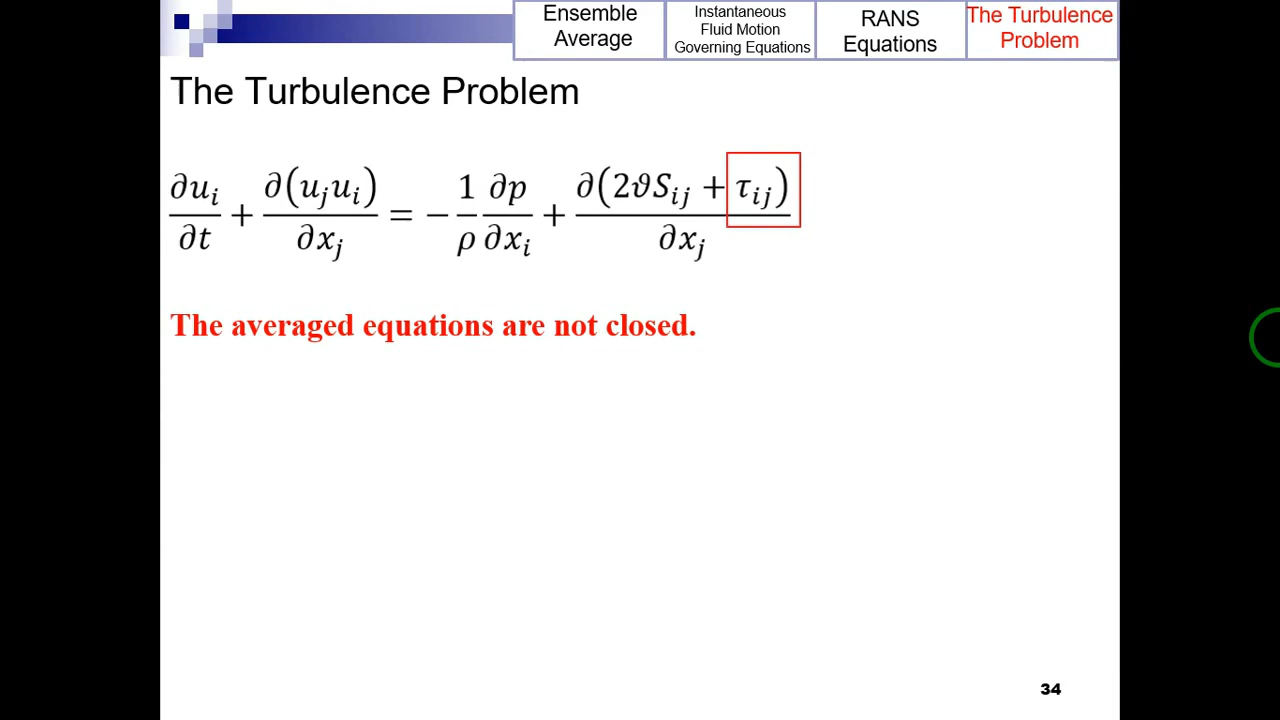 Ensemble
Average
Instantaneous
Fluid Motion
Governing Equations
RANS
Equations
The Turbulence
Problem
The Turbulence Problem
∂u_i/∂t + ∂(u_j u_i)/∂x_j = − 1/ρ ∂p/∂x_i + ∂(2ϑS_ij + τ_ij)/∂x_j
The averaged equations are not closed.
34